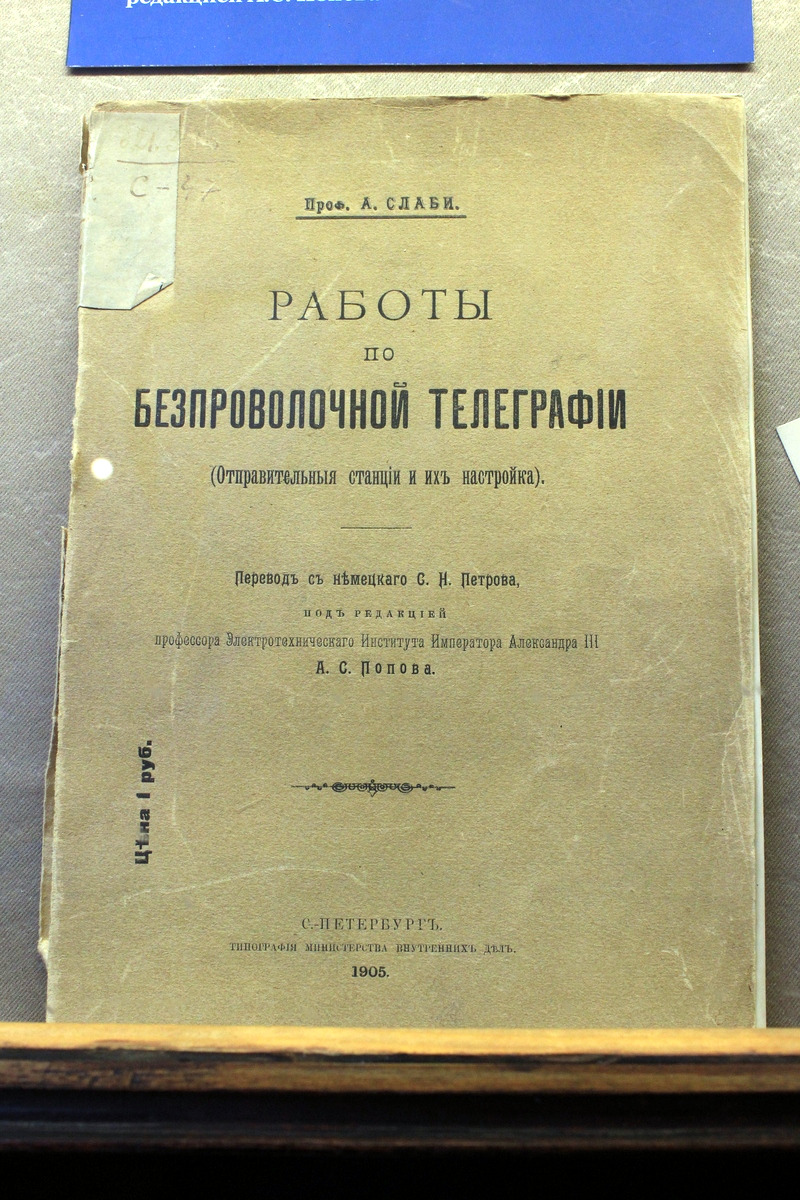 Проф. А. СЛАБИ.
РАБОТЫ
ПО
БЕЗПРОВОЛОЧНОЙ ТЕЛЕГРАФІИ
(Отправительныя станціи и ихъ настройка).
Переводъ съ нѣмецкаго С. Н. Петрова,
ПОДЪ РЕДАКЦІЕЙ
профессора Электротехническаго Института Императора Александра III
А. С. Попова.
Цѣна 1 руб.
С.-ПЕТЕРБУРГЪ.
ТИПОГРАФІЯ МИНИСТЕРСТВА ВНУТРЕННИХЪ ДѢЛЪ.
1905.